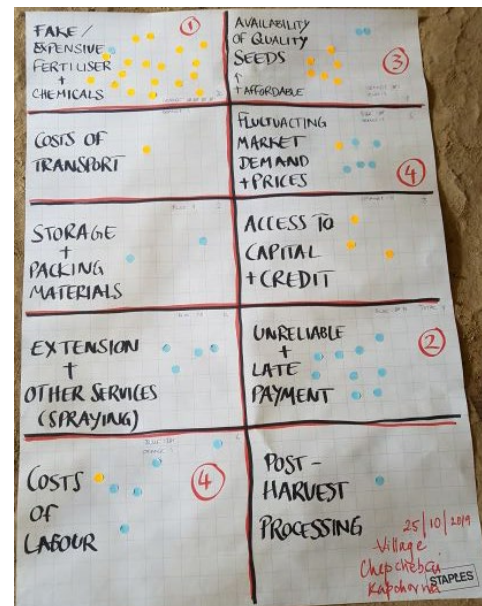 FAKE /
EXPENSIVE
FERTILISER
+
CHEMICALS
1
AVAILABILITY
OF QUALITY
SEEDS
↑
+ AFFORDABLE
3
COSTS OF
TRANSPORT
FLUCTUACTING
MARKET
DEMAND
+ PRICES
4
STORAGE
+
PACKING
MATERIALS
ACCESS TO
CAPITAL
+ CREDIT
EXTENSION
+
OTHER SERVICES
(SPRAYING)
UNRELIABLE
+
LATE
PAYMENT
2
COSTS
OF
LABOUR
4
POST-
HARVEST
PROCESSING
25/10/2019
Village
STAPLES